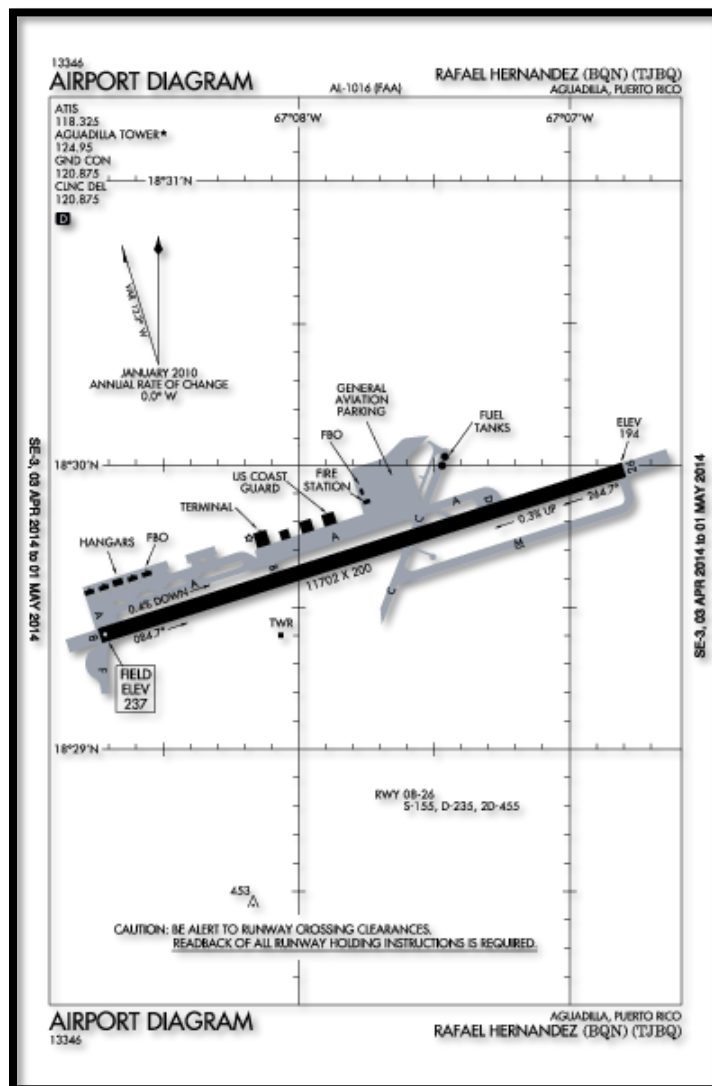 13346
AIRPORT DIAGRAM
AL-1016 (FAA)
RAFAEL HERNANDEZ (BQN) (TJBQ)
AGUADILLA, PUERTO RICO
ATIS
118.325
AGUADILLA TOWER★
124.95
GND CON
120.875
CLNC DEL
120.875
D
67°08'W
67°07'W
18°31'N
VAR 12.3° W
JANUARY 2010
ANNUAL RATE OF CHANGE
0.0° W
GENERAL
AVIATION
PARKING
FUEL
TANKS
ELEV
194
FBO
18°30'N
FIRE
STATION
US COAST
GUARD
TERMINAL
HANGARS
FBO
26
264.7°
0.3% UP
A
D
C
A
M
B
11702 X 200
A
0.4% DOWN
C
A
084.7°
B
TWR
E
FIELD
ELEV
237
18°29'N
RWY 08-26
S-155, D-235, 2D-455
453
CAUTION: BE ALERT TO RUNWAY CROSSING CLEARANCES.
READBACK OF ALL RUNWAY HOLDING INSTRUCTIONS IS REQUIRED.
SE-3, 03 APR 2014 to 01 MAY 2014
SE-3, 03 APR 2014 to 01 MAY 2014
AIRPORT DIAGRAM
13346
AGUADILLA, PUERTO RICO
RAFAEL HERNANDEZ (BQN) (TJBQ)